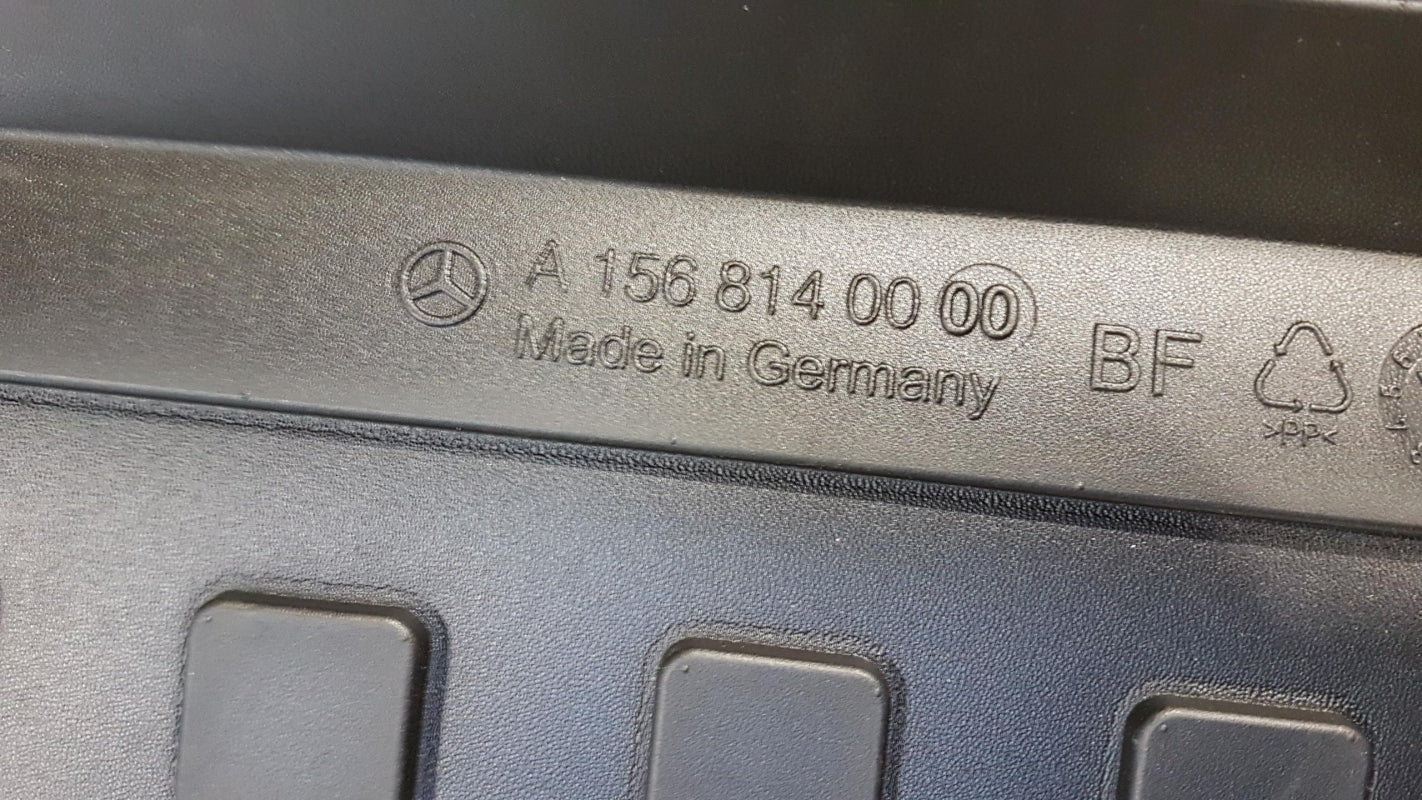 A 156 814 00 00
Made in Germany
BF
>PP<